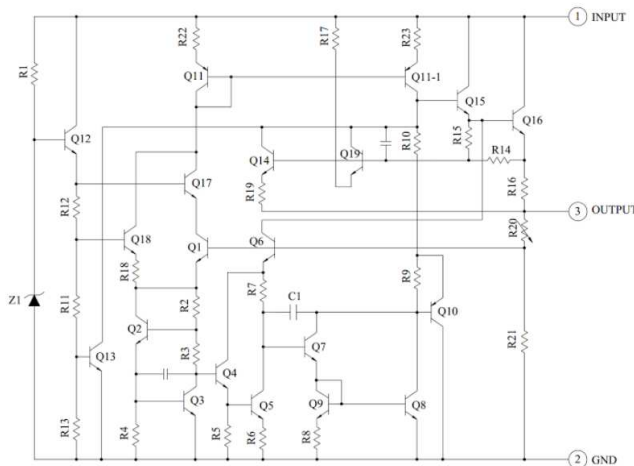 1 INPUT
R22
R17
R23
R1
Q11
Q11-1
Q15
Q16
Q12
R10
R15
R14
Q14
Q19
R12
Q17
R19
R16
3 OUTPUT
Q18
Q1
Q6
R20
R18
Z1
R11
R2
R7
C1
R9
Q10
R21
Q2
Q7
R3
Q13
Q4
Q3
Q5
Q9
Q8
R13
R4
R5
R6
R8
2 GND